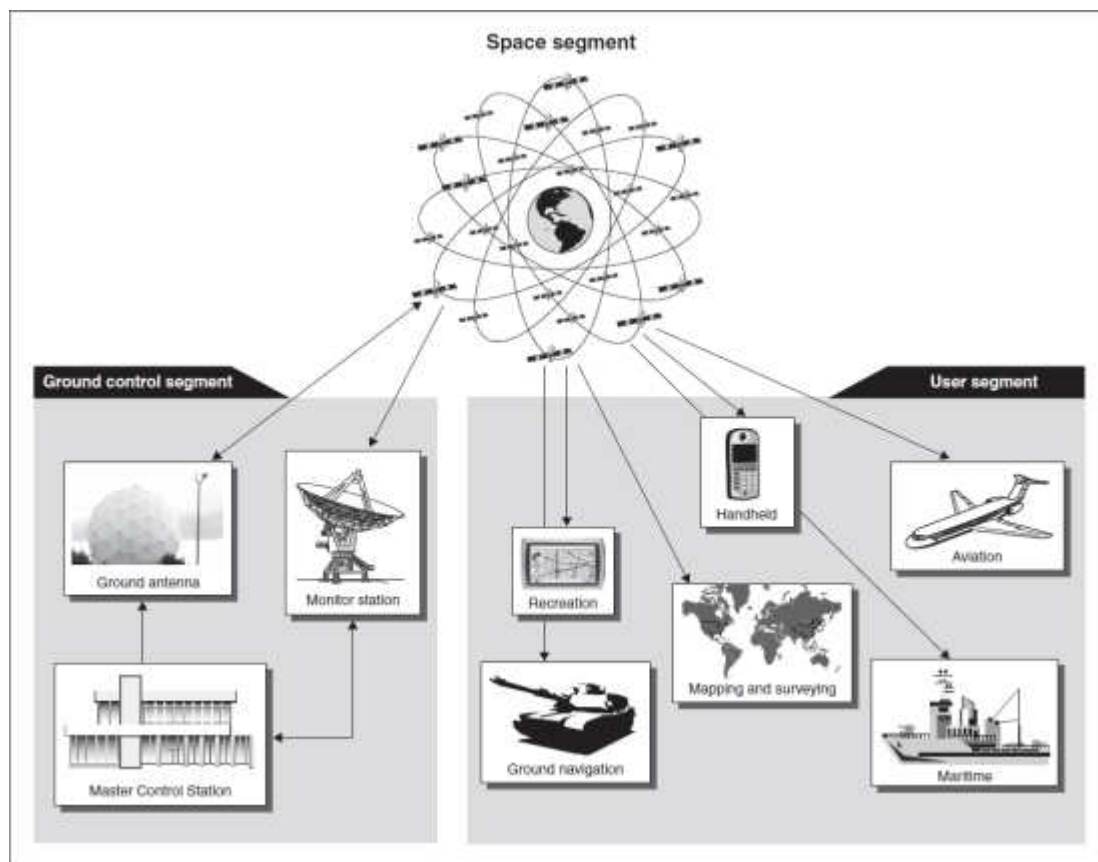 Space segment
Ground control segment
User segment
Ground antenna
Monitor station
Master Control Station
Recreation
Handheld
Aviation
Mapping and surveying
Ground navigation
Maritime